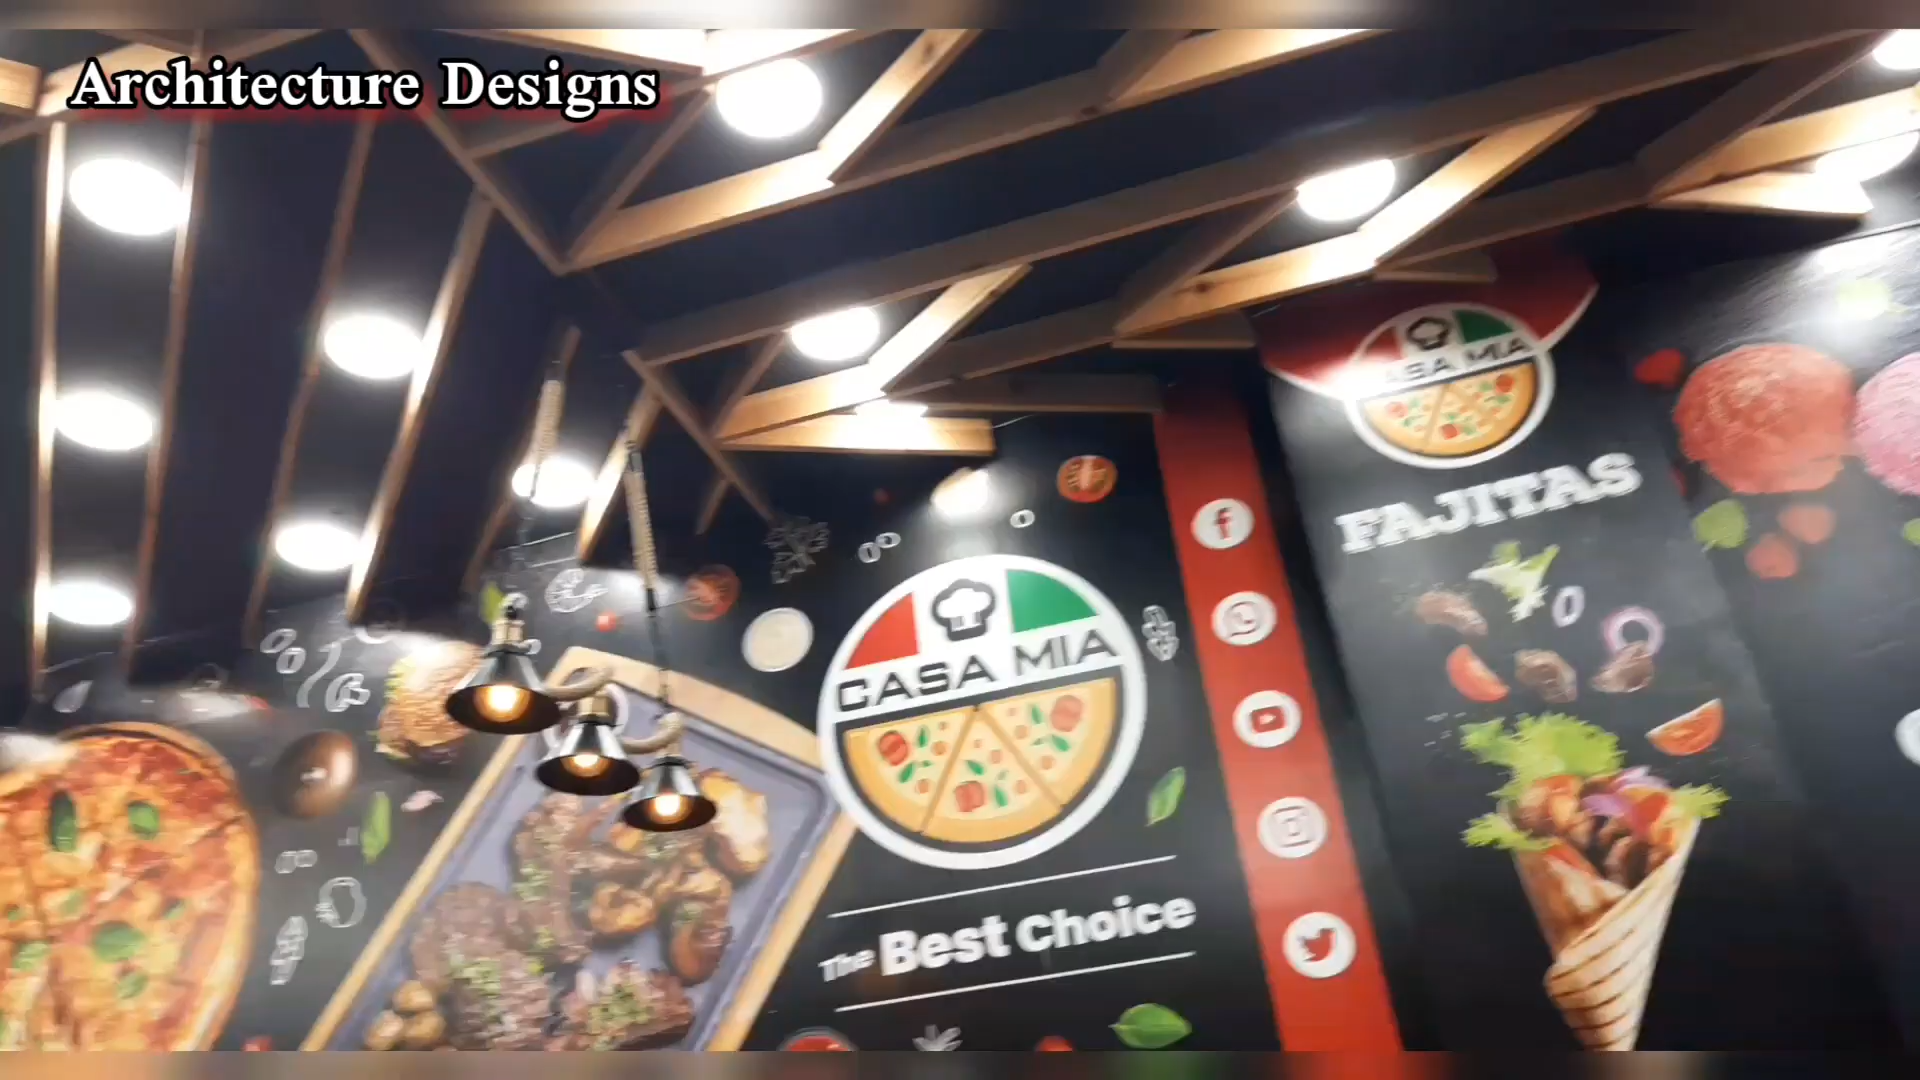 Architecture Designs
CASA MIA
The Best Choice
CASA MIA
FAJITAS